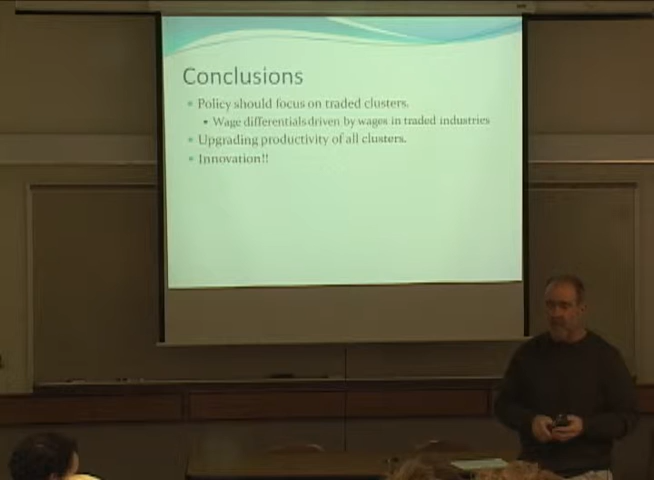 Conclusions
Policy should focus on traded clusters.
Wage differentials driven by wages in traded industries
Upgrading productivity of all clusters.
Innovation!!